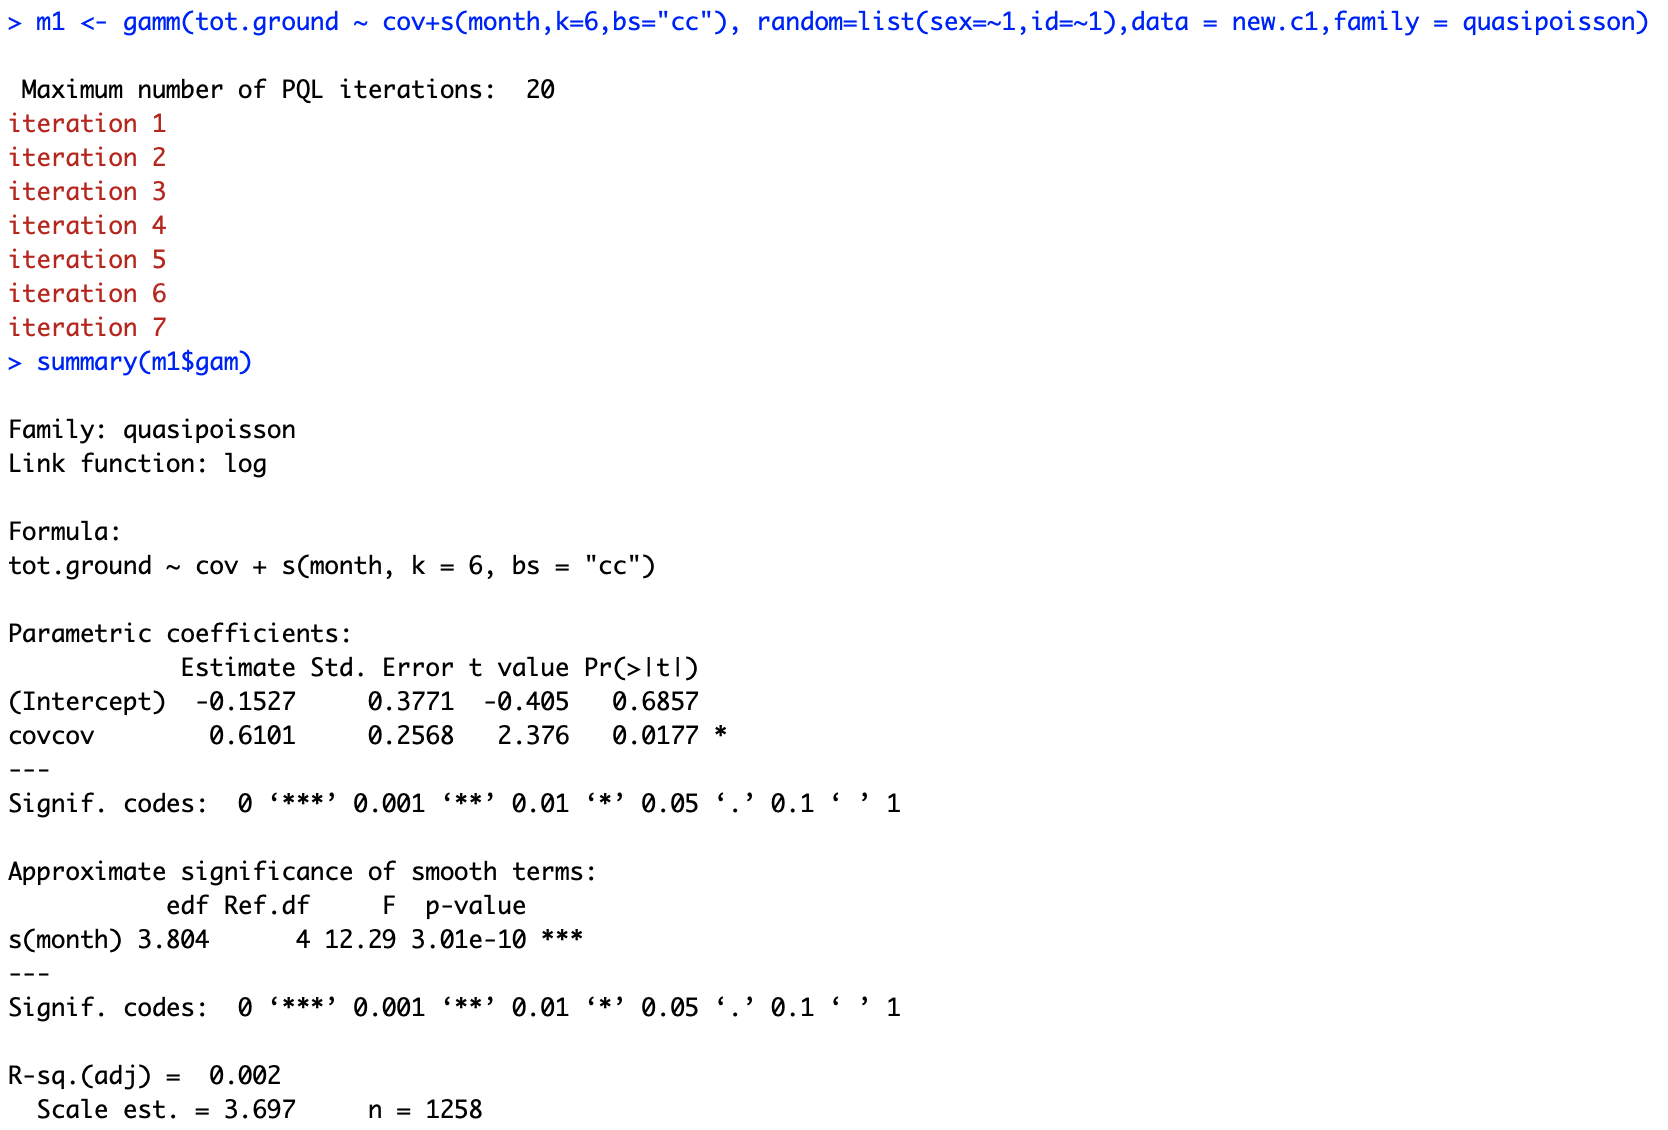 > m1 <- gamm(tot.ground ~ cov+s(month,k=6,bs="cc"), random=list(sex=~1,id=~1),data = new.c1,family = quasipoisson)

 Maximum number of PQL iterations:  20
iteration 1
iteration 2
iteration 3
iteration 4
iteration 5
iteration 6
iteration 7
> summary(m1$gam)

Family: quasipoisson
Link function: log

Formula:
tot.ground ~ cov + s(month, k = 6, bs = "cc")

Parametric coefficients:
            Estimate Std. Error t value Pr(>|t|)
(Intercept)  -0.1527     0.3771  -0.405   0.6857
covcov        0.6101     0.2568   2.376   0.0177 *
---
Signif. codes:  0 ‘***’ 0.001 ‘**’ 0.01 ‘*’ 0.05 ‘.’ 0.1 ‘ ’ 1

Approximate significance of smooth terms:
           edf Ref.df     F  p-value
s(month) 3.804      4 12.29 3.01e-10 ***
---
Signif. codes:  0 ‘***’ 0.001 ‘**’ 0.01 ‘*’ 0.05 ‘.’ 0.1 ‘ ’ 1

R-sq.(adj) =  0.002
  Scale est. = 3.697     n = 1258